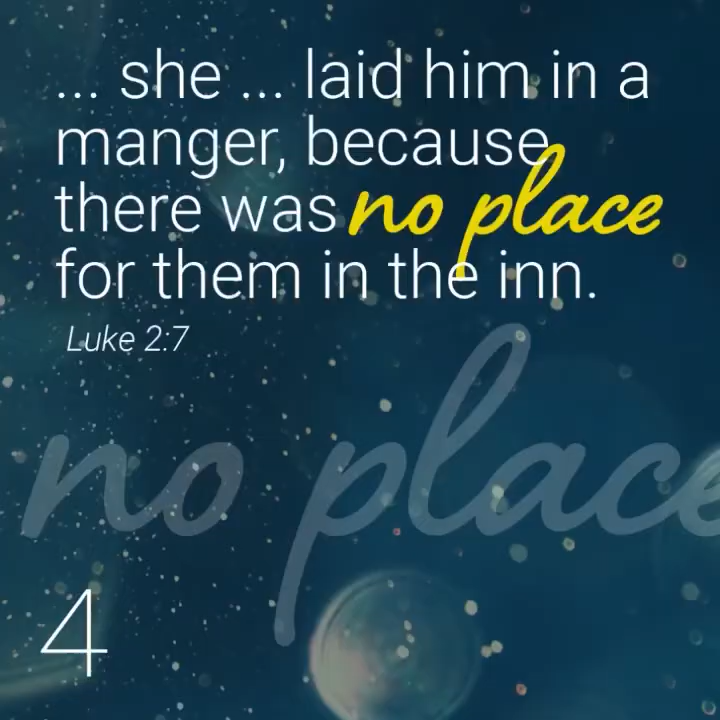 ... she ... laid him in a
manger, because
there was no place
for them in the inn.
Luke 2:7
no place
4